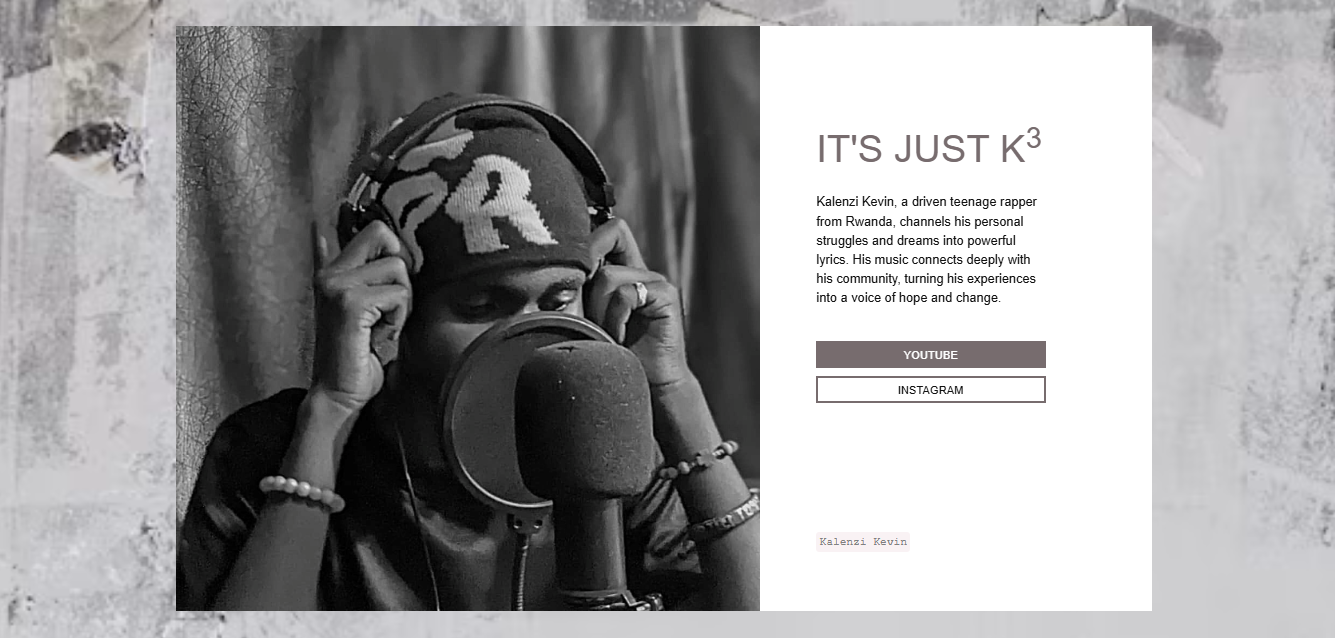 R
IT'S JUST K³
Kalenzi Kevin, a driven teenage rapper
from Rwanda, channels his personal
struggles and dreams into powerful
lyrics. His music connects deeply with
his community, turning his experiences
into a voice of hope and change.
YOUTUBE
INSTAGRAM
Kalenzi Kevin